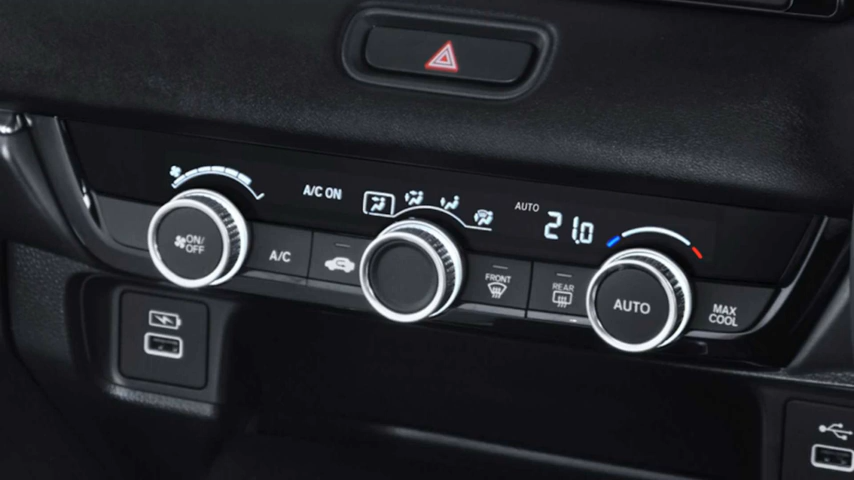 A/C ON
AUTO
21.0
ON/
OFF
A/C
FRONT
REAR
AUTO
MAX
COOL